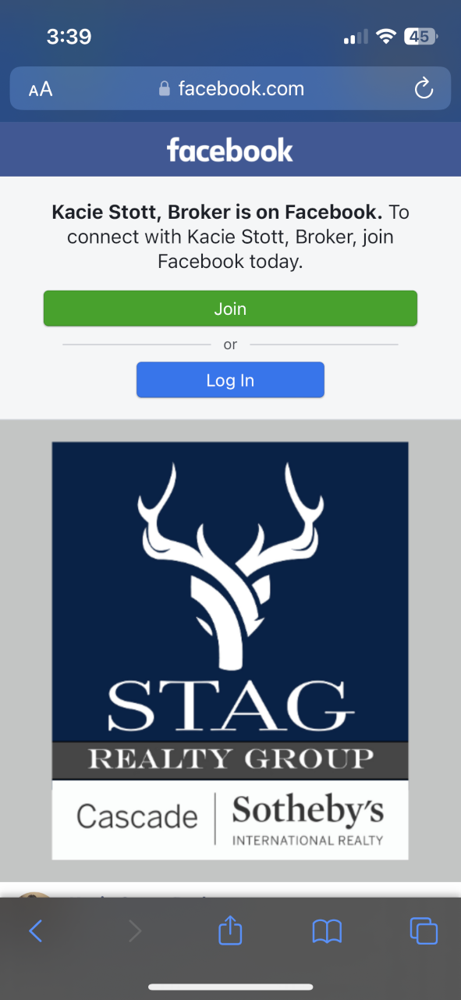 3:39
45
AA
facebook.com
facebook
Kacie Stott, Broker is on Facebook. To
connect with Kacie Stott, Broker, join
Facebook today.
Join
or
Log In
STAG
REALTY GROUP
Cascade
Sotheby's
INTERNATIONAL REALTY